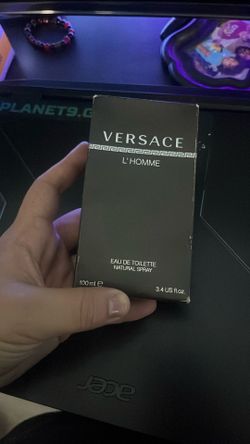 PLANET9.G
VERSACE
L'HOMME
EAU DE TOILETTE
NATURAL SPRAY
100 ml e 3.4 US fl.oz.
acer